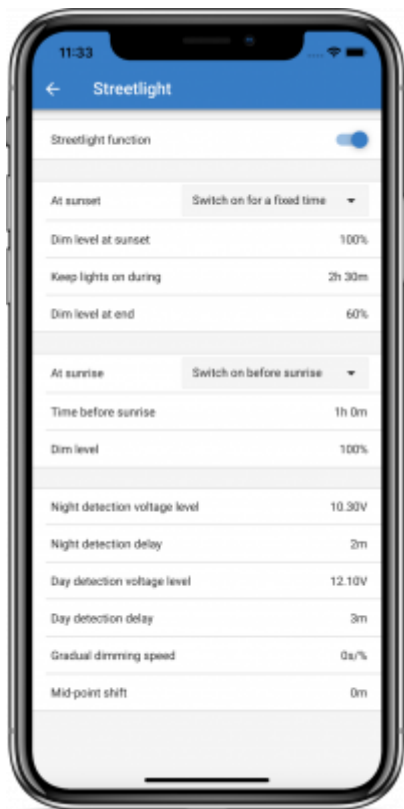 11:33
Streetlight
Streetlight function
At sunset Switch on for a fixed time
Dim level at sunset 100%
Keep lights on during 2h 30m
Dim level at end 60%
At sunrise Switch on before sunrise
Time before sunrise 1h 0m
Dim level 100%
Night detection voltage level 10.30V
Night detection delay 2m
Day detection voltage level 12.10V
Day detection delay 3m
Gradual dimming speed 0s/%
Mid-point shift 0m